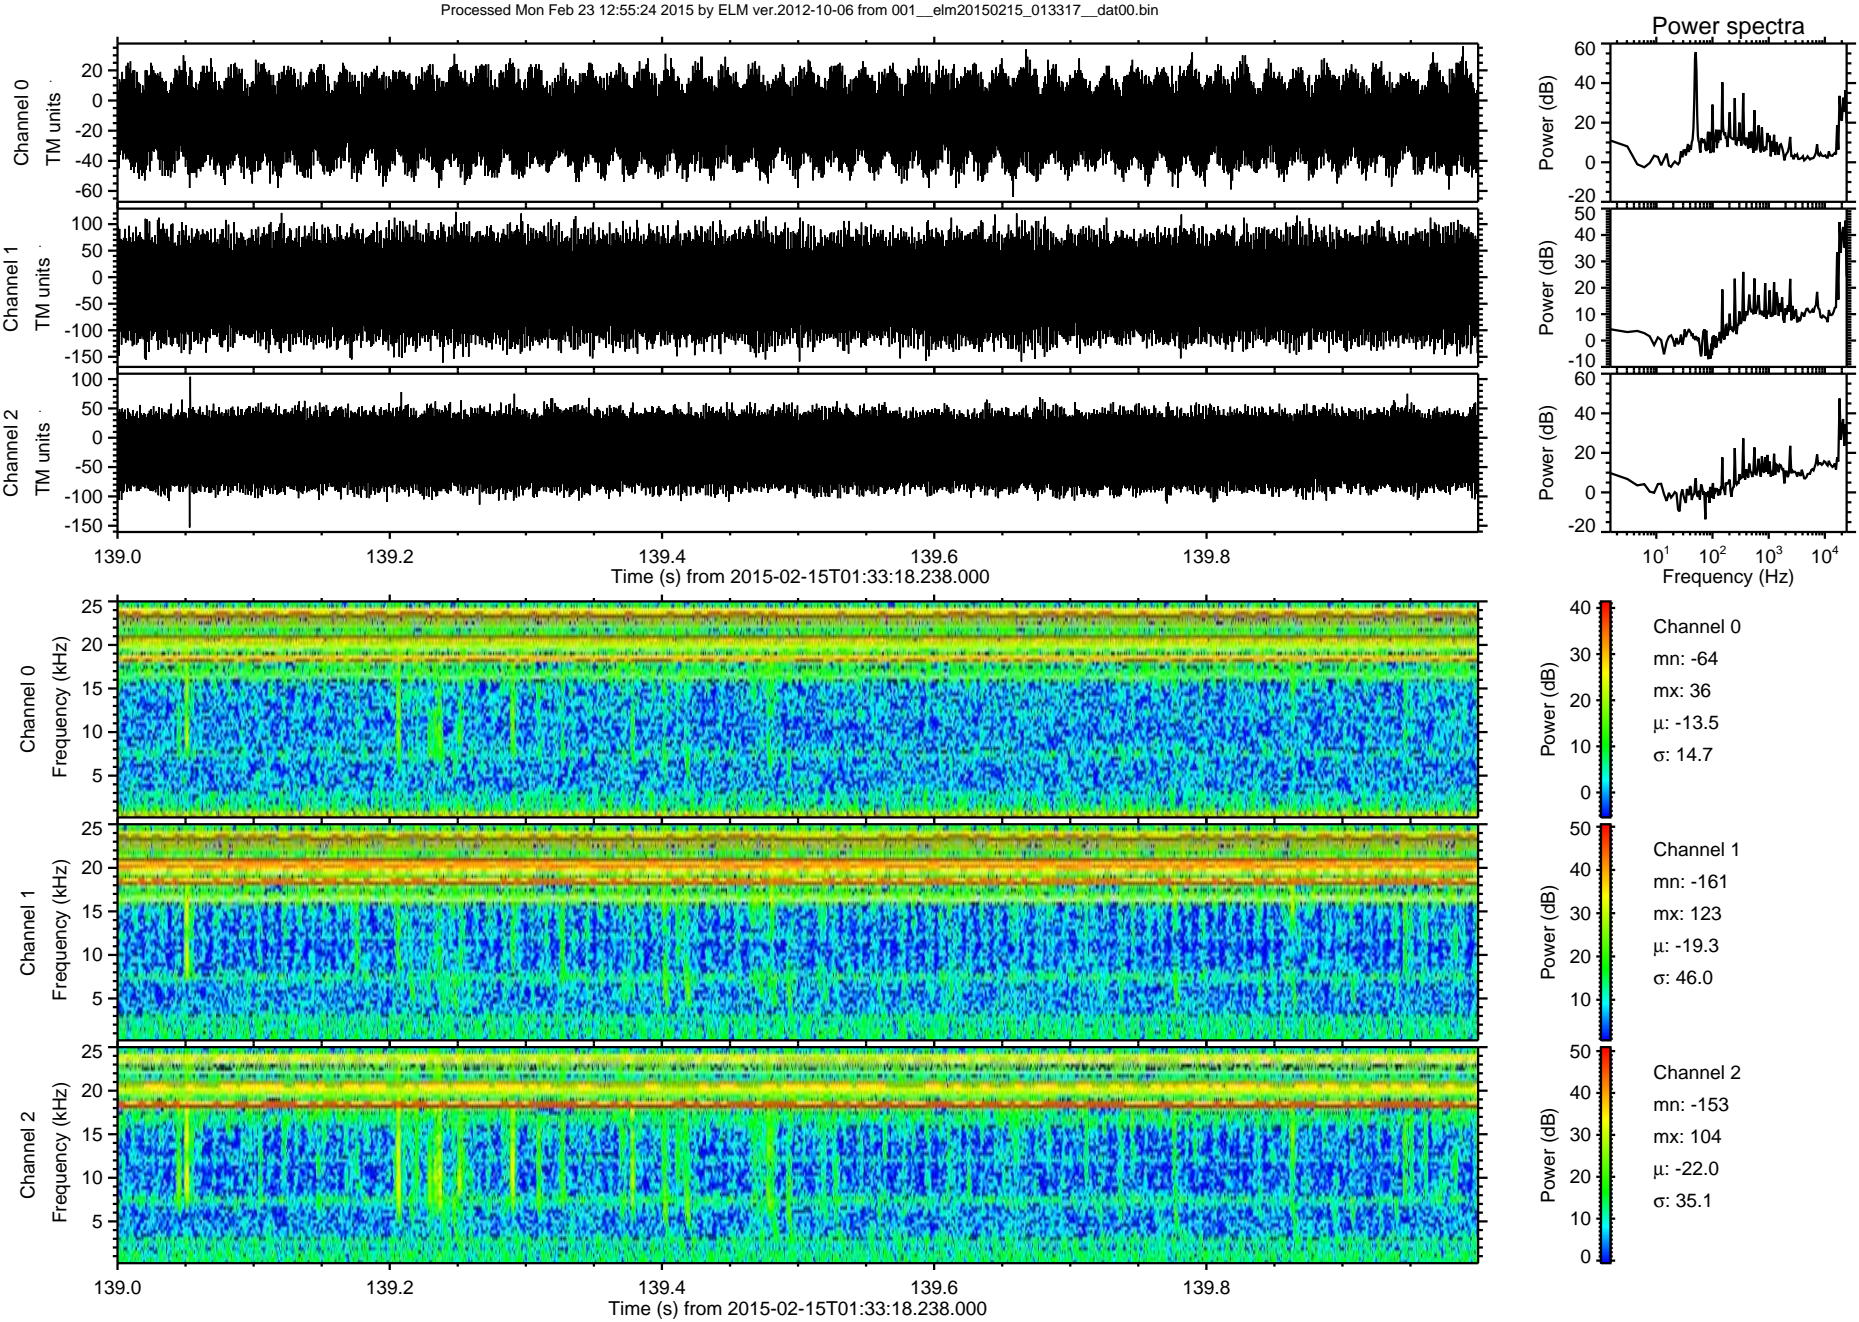 Processed Mon Feb 23 12:55:24 2015 by ELM ver.2012-10-06 from 001__elm20150215_013317__dat00.bin
Power spectra
Channel 0
TM units
20
0
-20
-40
-60
Power (dB)
60
40
20
0
-20
Channel 1
TM units
100
50
0
-50
-100
-150
Power (dB)
50
40
30
20
10
0
-10
Channel 2
TM units
100
50
0
-50
-100
-150
Power (dB)
60
40
20
0
-20
139.0 139.2 139.4 139.6 139.8
Time (s) from 2015-02-15T01:33:18.238.000
10¹ 10² 10³ 10⁴
Frequency (Hz)
Channel 0
Frequency (kHz)
25
20
15
10
5
Power (dB)
40
30
20
10
0
Channel 0
mn: -64
mx: 36
μ: -13.5
σ: 14.7
Channel 1
Frequency (kHz)
25
20
15
10
5
Power (dB)
50
40
30
20
10
Channel 1
mn: -161
mx: 123
μ: -19.3
σ: 46.0
Channel 2
Frequency (kHz)
25
20
15
10
5
Power (dB)
50
40
30
20
10
0
Channel 2
mn: -153
mx: 104
μ: -22.0
σ: 35.1
139.0 139.2 139.4 139.6 139.8
Time (s) from 2015-02-15T01:33:18.238.000